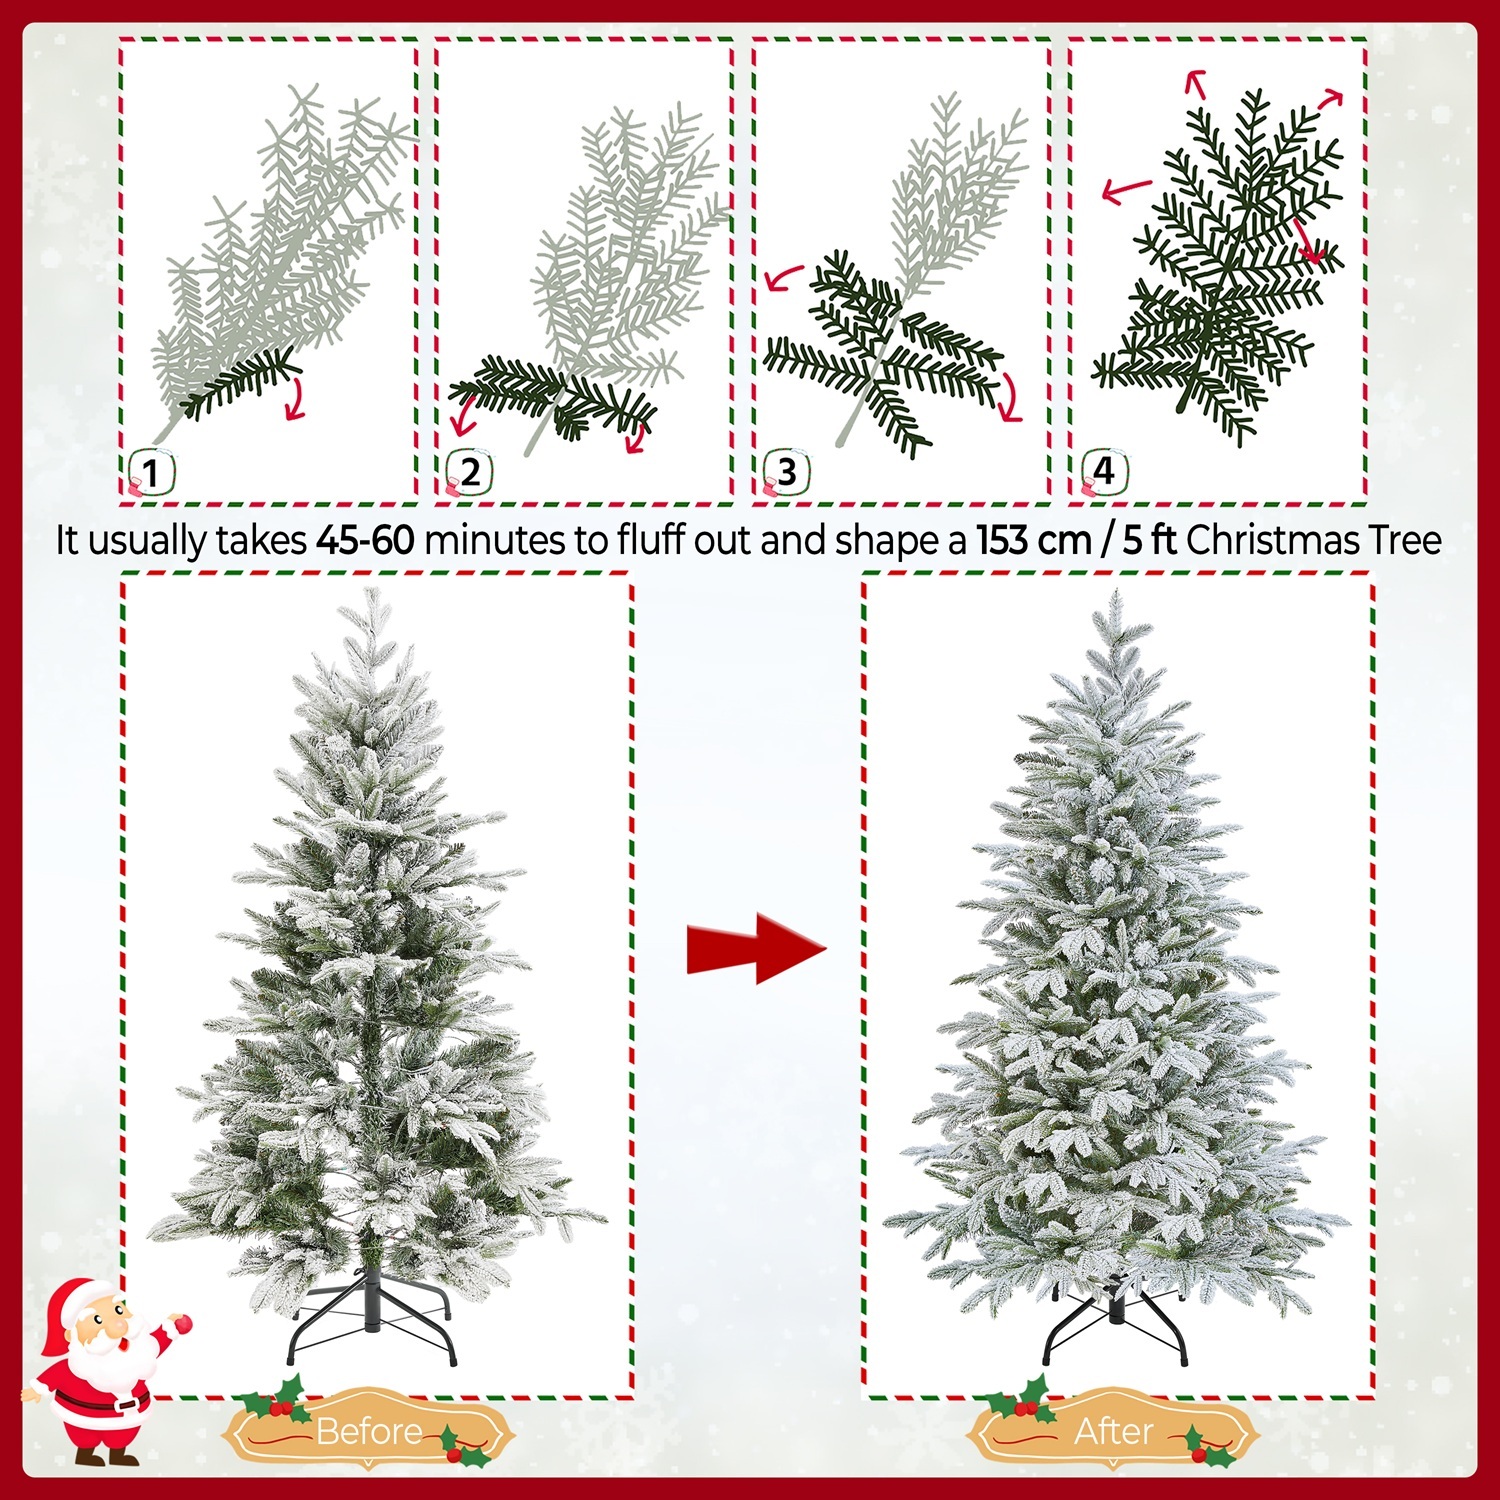 1
2
3
4
It usually takes 45-60 minutes to fluff out and shape a 153 cm / 5 ft Christmas Tree
Before
After